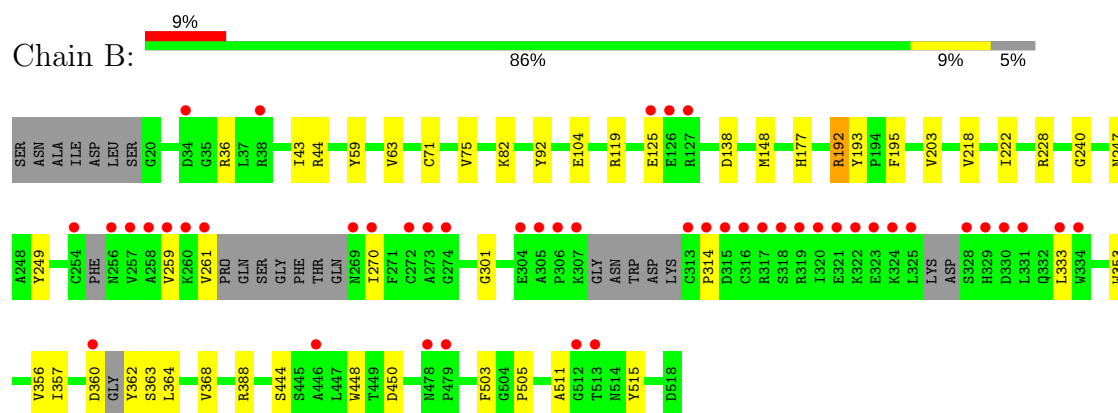 9%
Chain B:
86% 9% 5%
SER ASN ALA ILE ASP LEU SER G20 D34 G35 R36 L37 R38 I43 R44 Y59 V63 C71 V75 K82 Y92 E104 R119 E125 E126 R127 D138 M148 H177 R192 Y193 P194 F195 V203 V218 I222 R228 G240 N247
A248 Y249 C254 PHE N256 V257 A258 V259 K260 V261 PRO GLN SER GLY PHE THR GLN N269 I270 F271 C272 A273 G274 G301 E304 A305 P306 K307 GLY ASN TRP ASP LYS C313 P314 D315 C316 R317 S318 R319 I320 E321 K322 E323 K324 L325 LYS ASP S328 H329 D330 L331 Q332 L333 W334 W353
V356 I357 D360 GLY Y362 S363 L364 V368 R388 S444 S445 A446 L447 W448 T449 D450 N478 P479 F503 G504 P505 A511 G512 T513 N514 Y515 D518